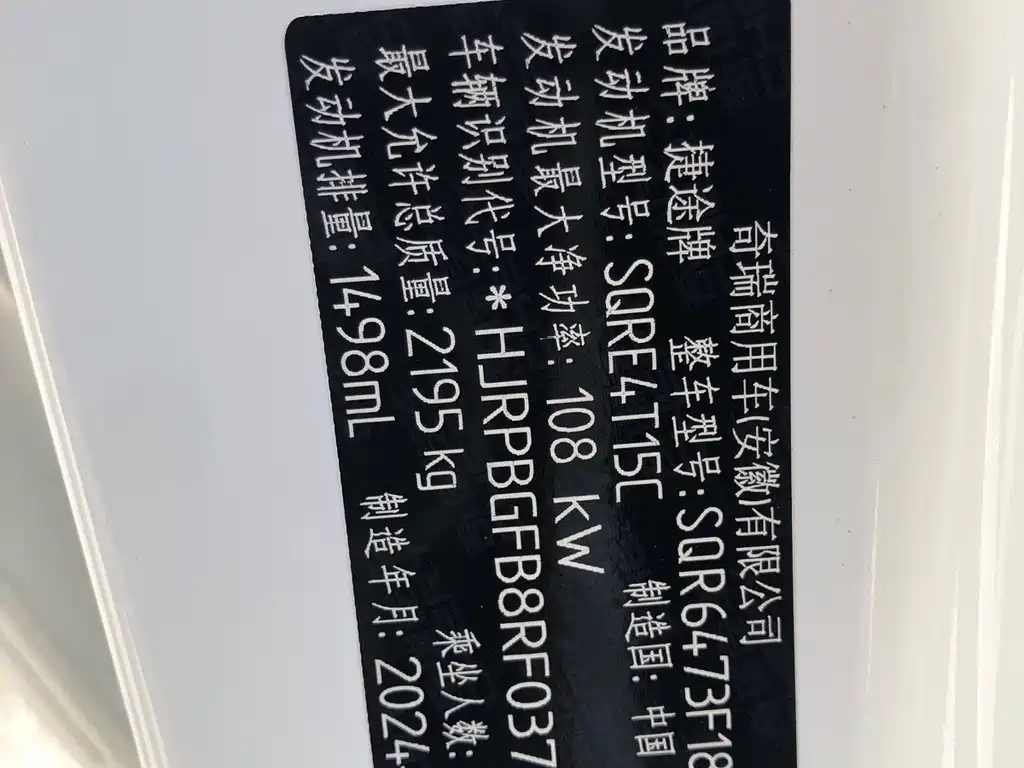 奇瑞商用车(安徽)有限公司
品牌: 捷途牌 整车型号: SQR6473F18
发动机型号: SQRE4T15C 制造国: 中国
发动机最大净功率: 108 kW
车辆识别代号: *HJRPBGFB8RF037
最大允许总质量: 2195 kg 乘坐人数:
发动机排量: 1498mL 制造年月: 2024